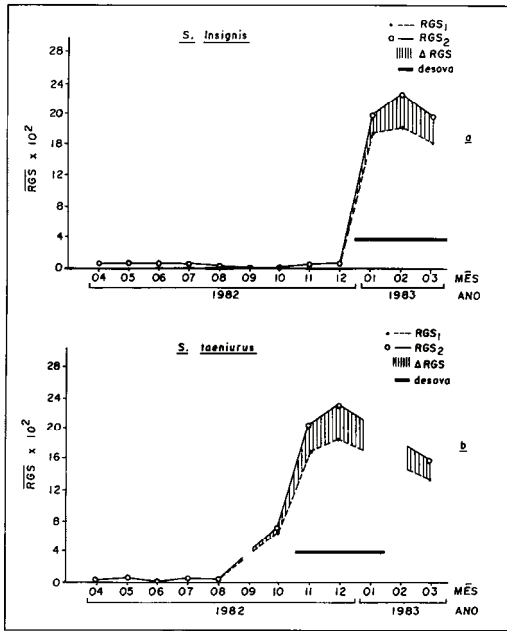 S. Insignis
RGS1
RGS2
Δ RGS
desova
28
24
20
18
12
8
4
0
RGS x 10²
a
04 05 06 07 08 09 10 11 12 01 02 03 MÊS
1982 1983 ANO
S. taeniurus
RGS1
RGS2
Δ RGS
desova
28
24
20
16
12
8
4
0
RGS x 10²
b
04 05 06 07 08 09 10 11 12 01 02 03 MÊS
1982 1983 ANO